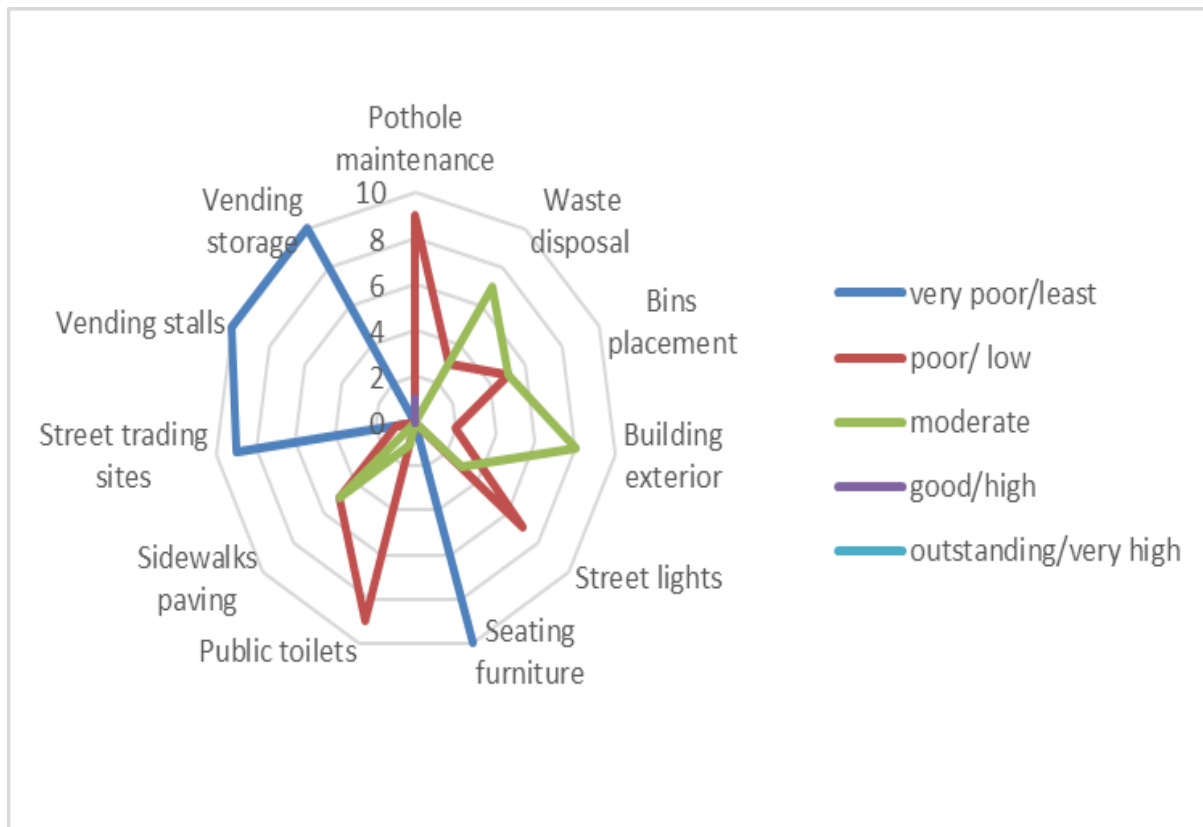 Pothole
maintenance
Waste
disposal
Bins
placement
Building
exterior
Street lights
Seating
furniture
Public toilets
Sidewalks
paving
Street trading
sites
Vending stalls
Vending
storage
10
8
6
4
2
0
very poor/least
poor/ low
moderate
good/high
outstanding/very high